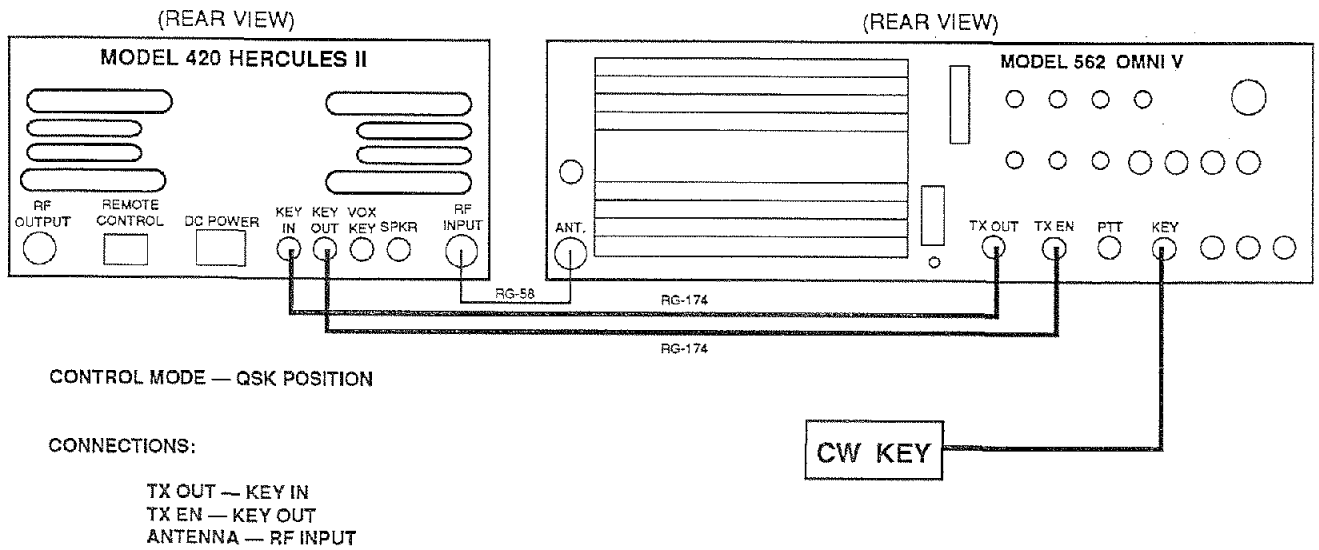 (REAR VIEW)
(REAR VIEW)
MODEL 420 HERCULES II
MODEL 562 OMNI V
RF OUTPUT
REMOTE CONTROL
DC POWER
KEY IN
KEY OUT
VOX KEY
SPKR
RF INPUT
ANT.
TX OUT
TX EN
PTT
KEY
RG-58
RG-174
RG-174
CONTROL MODE — QSK POSITION
CONNECTIONS:
CW KEY
TX OUT — KEY IN
TX EN — KEY OUT
ANTENNA — RF INPUT